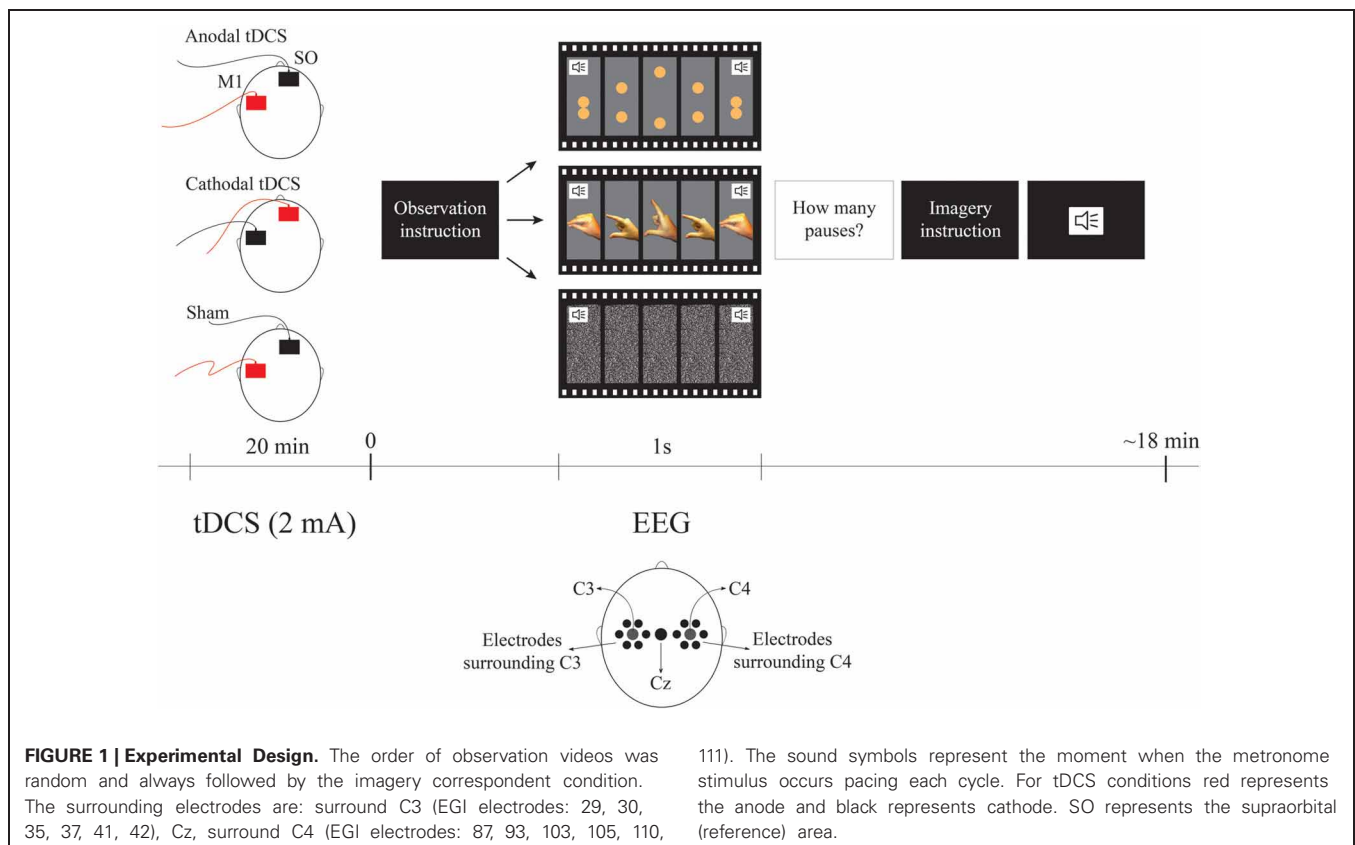 Anodal tDCS
SO
M1
Cathodal tDCS
Sham
Observation
instruction
How many
pauses?
Imagery
instruction
20 min
0
1s
~18 min
tDCS (2 mA)
EEG
C3
C4
Electrodes
surrounding C3
Electrodes
surrounding C4
Cz
FIGURE 1 | Experimental Design. The order of observation videos was
random and always followed by the imagery correspondent condition.
The surrounding electrodes are: surround C3 (EGI electrodes: 29, 30,
35, 37, 41, 42), Cz, surround C4 (EGI electrodes: 87, 93, 103, 105, 110,
111). The sound symbols represent the moment when the metronome
stimulus occurs pacing each cycle. For tDCS conditions red represents
the anode and black represents cathode. SO represents the supraorbital
(reference) area.